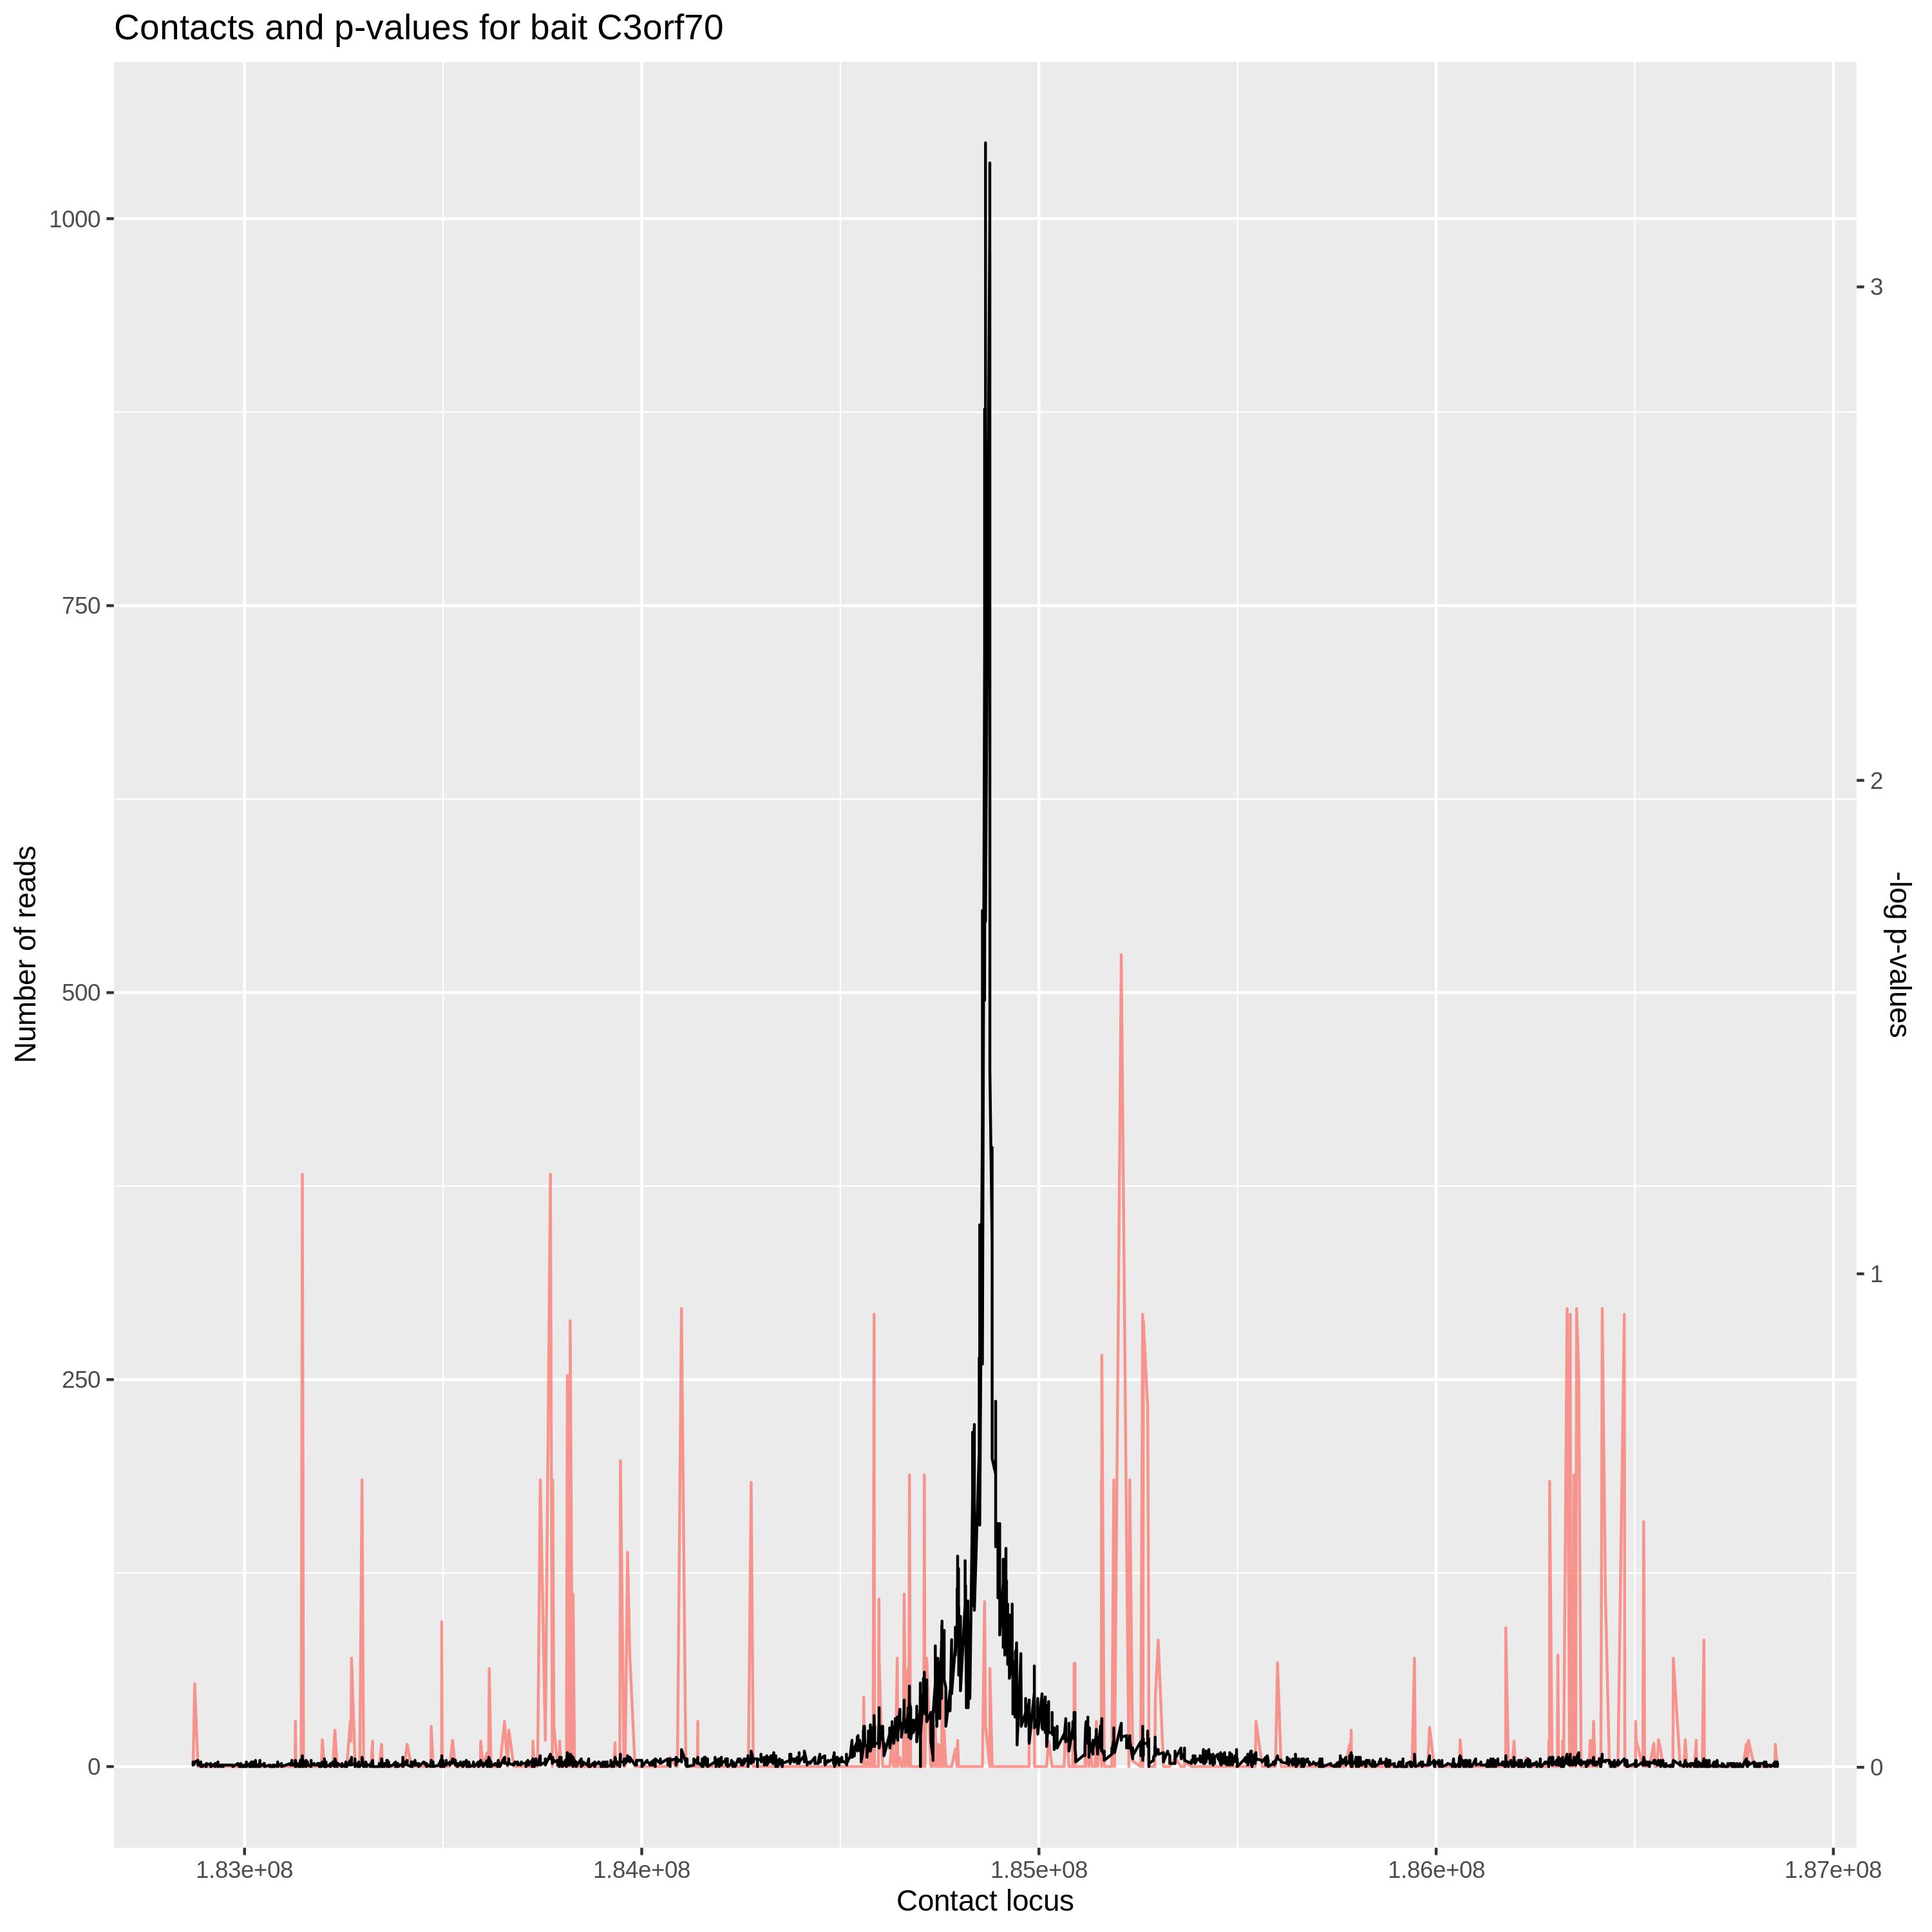 Contacts and p-values for bait C3orf70
1000
750
500
250
0
Number of reads
3
2
1
0
-log p-values
1.83e+08
1.84e+08
1.85e+08
1.86e+08
1.87e+08
Contact locus